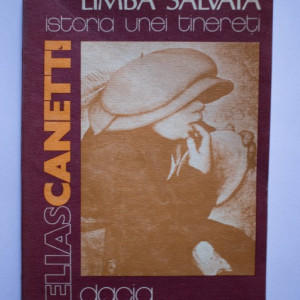 LIMBA SALVATĂ
istoria unei tinereți
ELIAS CANETTI
dacia